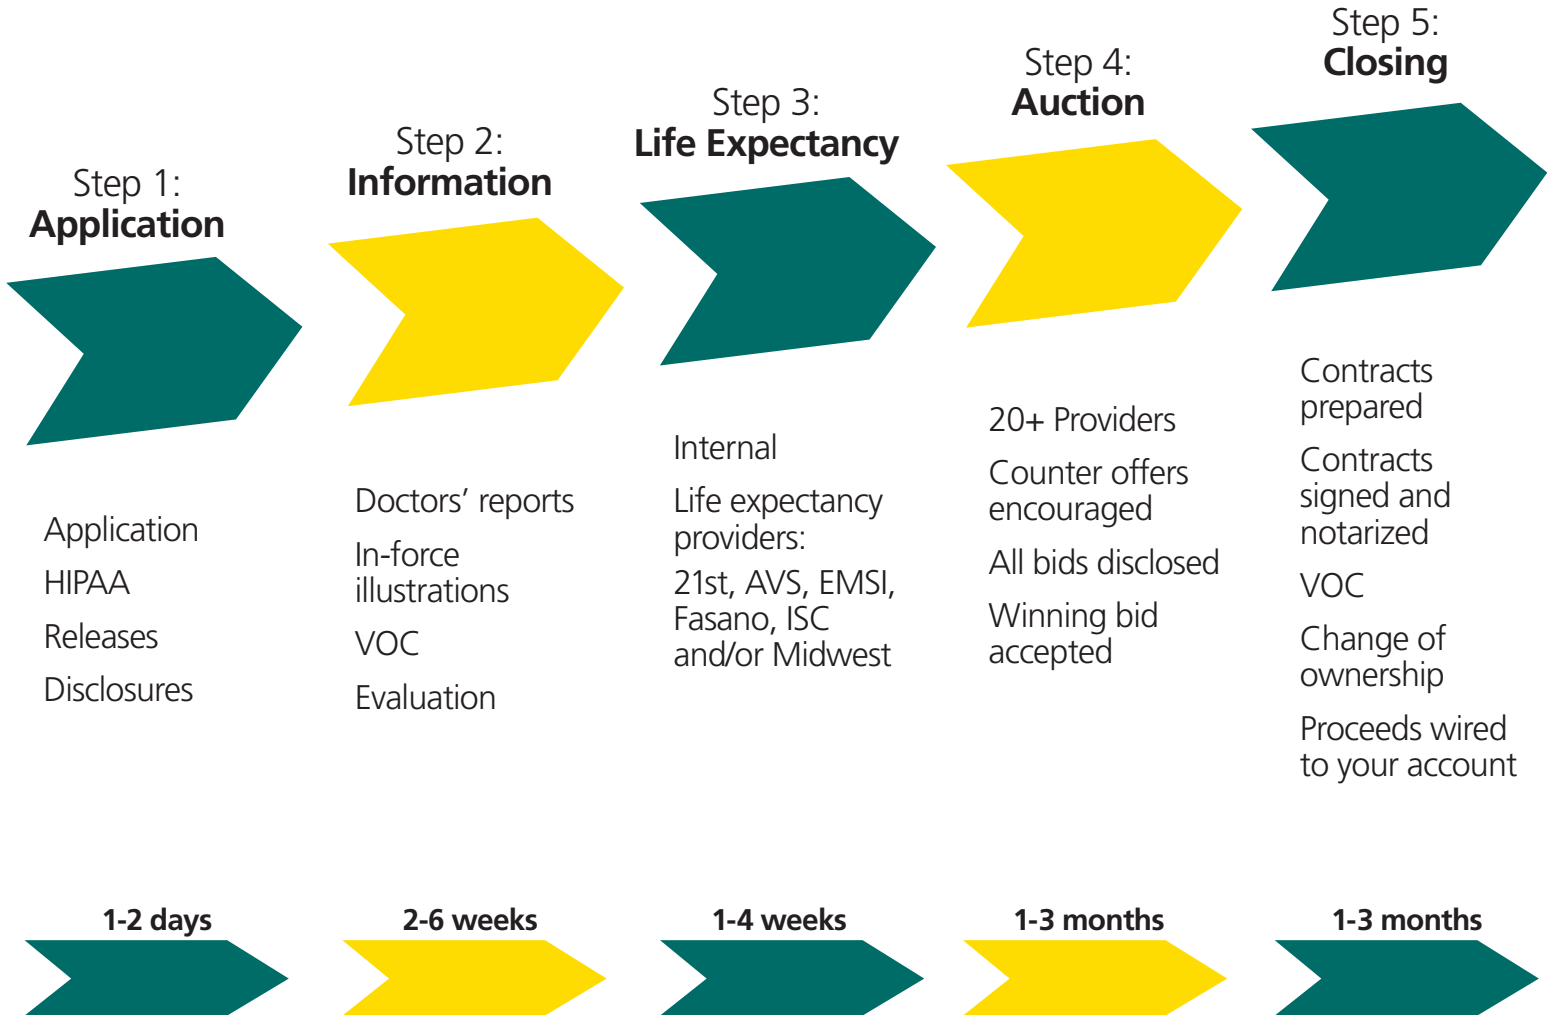 Step 1:
Application
Application
HIPAA
Releases
Disclosures
1-2 days
Step 2:
Information
Doctors’ reports
In-force
illustrations
VOC
Evaluation
2-6 weeks
Step 3:
Life Expectancy
Internal
Life expectancy
providers:
21st, AVS, EMSI,
Fasano, ISC
and/or Midwest
1-4 weeks
Step 4:
Auction
20+ Providers
Counter offers
encouraged
All bids disclosed
Winning bid
accepted
1-3 months
Step 5:
Closing
Contracts
prepared
Contracts
signed and
notarized
VOC
Change of
ownership
Proceeds wired
to your account
1-3 months